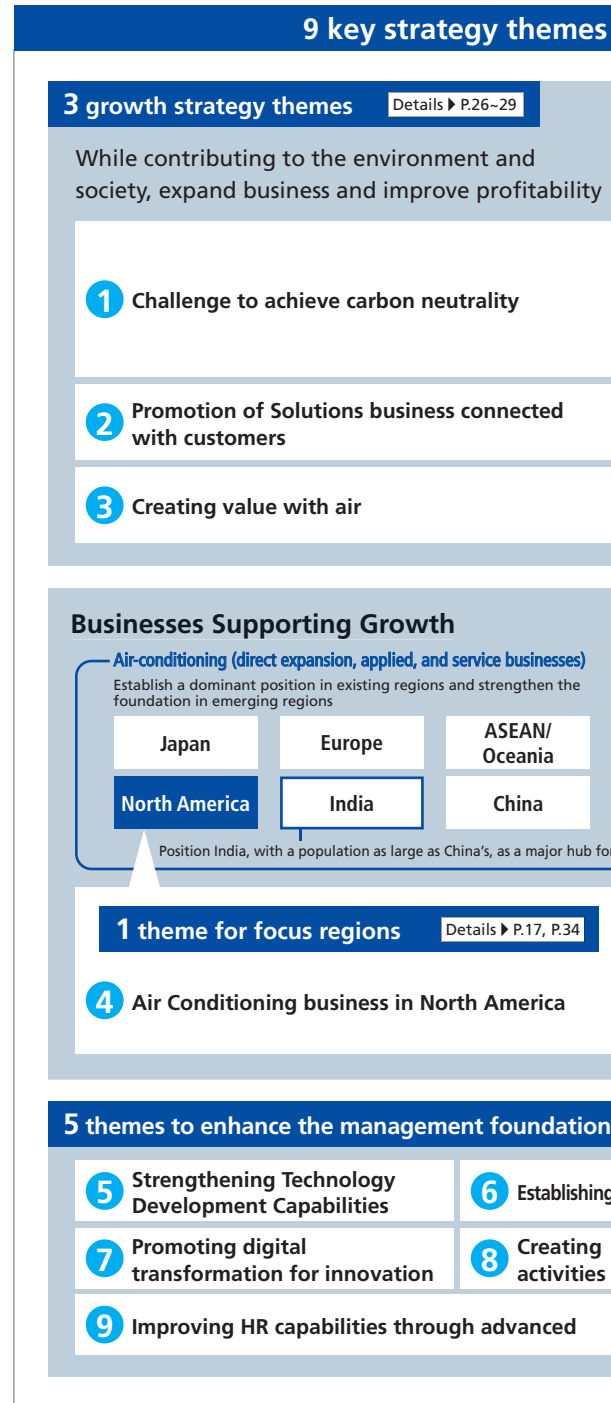 9 key strategy themes
3 growth strategy themes
Details ▶ P.26~29
While contributing to the environment and
society, expand business and improve profitability
1 Challenge to achieve carbon neutrality
2 Promotion of Solutions business connected
with customers
3 Creating value with air
Businesses Supporting Growth
Air-conditioning (direct expansion, applied, and service businesses)
Establish a dominant position in existing regions and strengthen the
foundation in emerging regions
Japan
Europe
ASEAN/
Oceania
North America
India
China
Position India, with a population as large as China's, as a major hub for
1 theme for focus regions
Details ▶ P.17, P.34
4 Air Conditioning business in North America
5 themes to enhance the management foundation
5 Strengthening Technology
Development Capabilities
6 Establishing
7 Promoting digital
transformation for innovation
8 Creating
activities
9 Improving HR capabilities through advanced